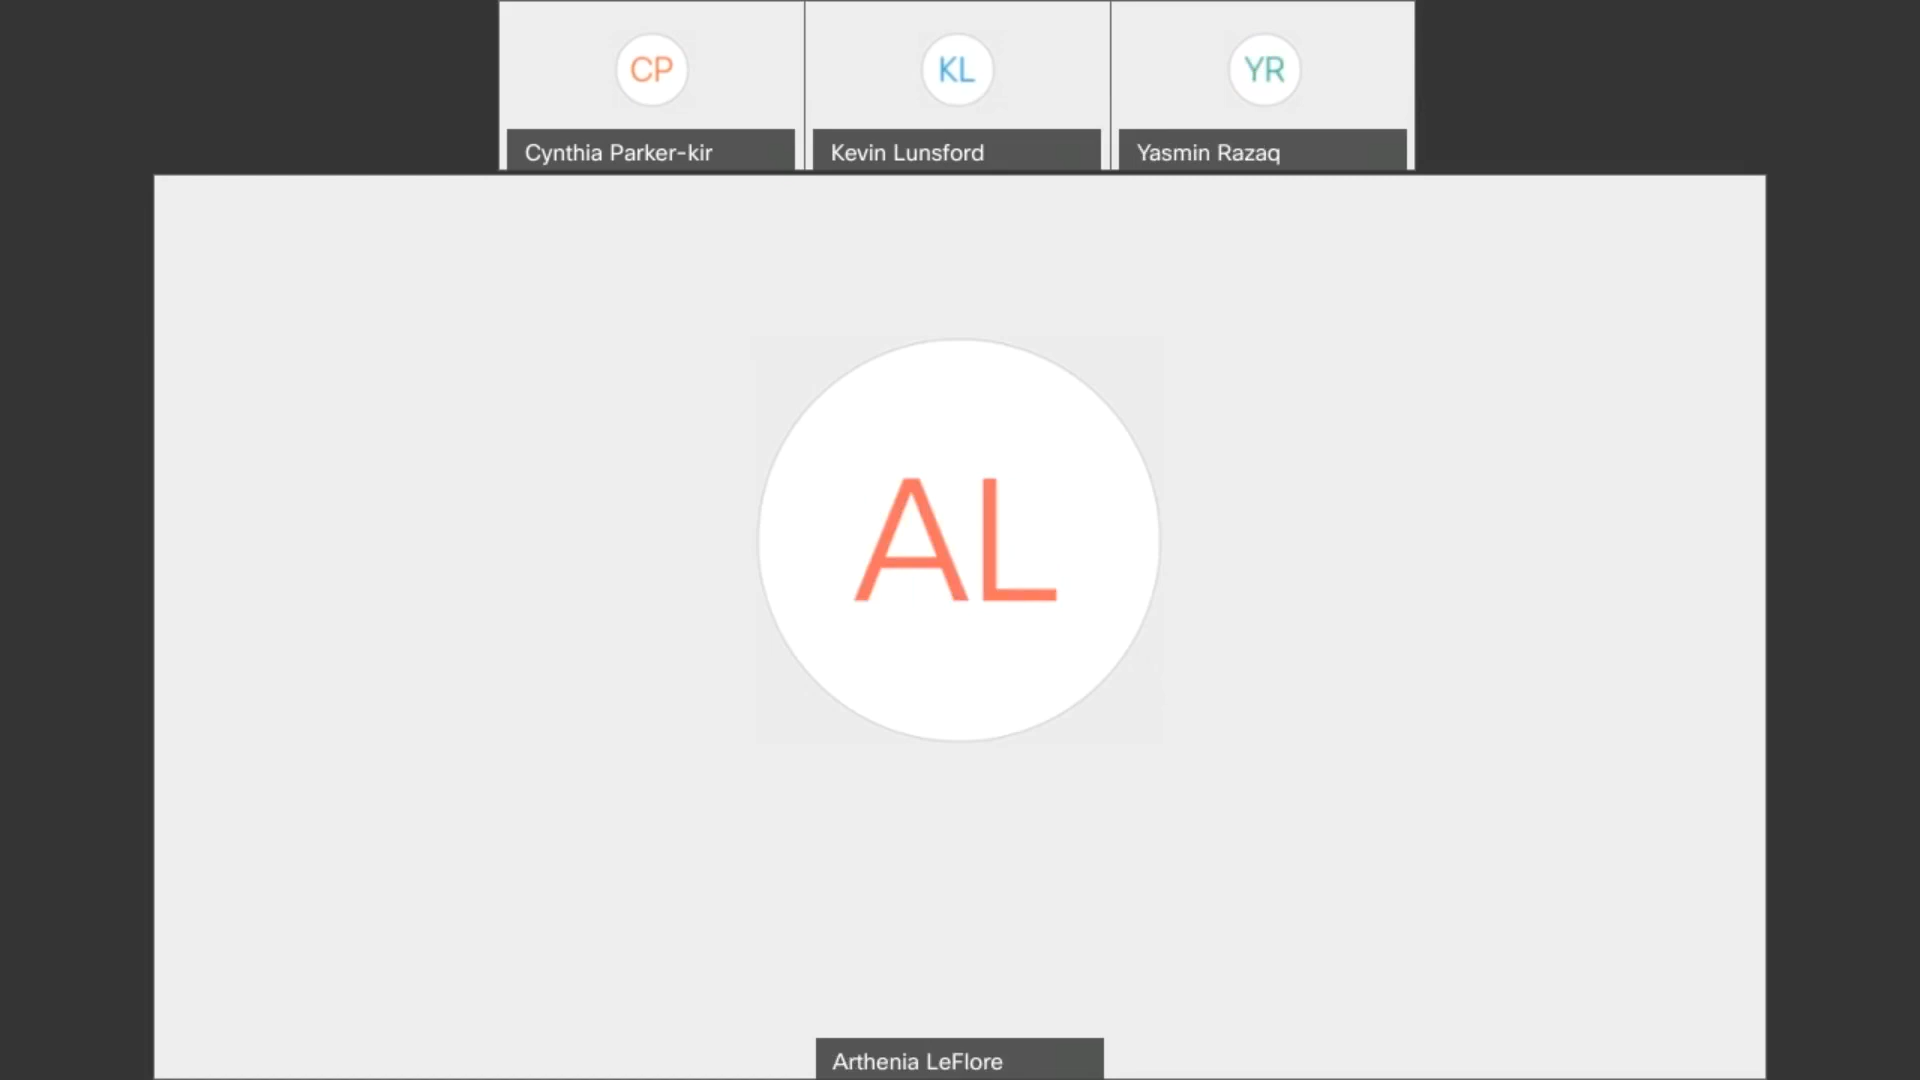 CP
KL
YR
Cynthia Parker-kir
Kevin Lunsford
Yasmin Razaq
AL
Arthenia LeFlore